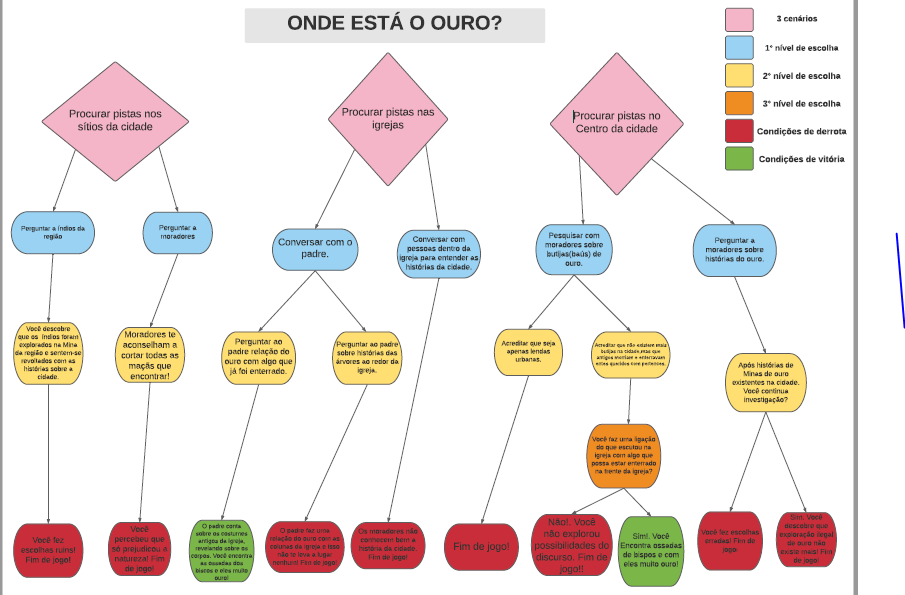 ONDE ESTÁ O OURO?
3 cenários
1º nível de escolha
2º nível de escolha
3º nível de escolha
Condições de derrota
Condições de vitória
Procurar pistas nos
sítios da cidade
Procurar pistas nas
igrejas
Procurar pistas no
Centro da cidade
Perguntar a índios da
região
Perguntar a
moradores
Conversar com o
padre.
Conversar com
pessoas dentro da
igreja para entender as
histórias da cidade.
Pesquisar com
moradores sobre
butijas(baús) de
ouro.
Perguntar a
moradores sobre
histórias do ouro.
Você descobre
que os índios foram
explorados na Mina
da região e sentem-se
revoltados com as
histórias sobre a
cidade.
Moradores te
aconselham a
cortar todas as
maçãs que
encontrar!
Perguntar ao
padre relação do
ouro com algo que
já foi enterrado.
Perguntar ao padre
sobre histórias das
árvores ao redor da
igreja.
Acreditar que seja
apenas lendas
urbanas.
Acreditar que não existem mais
butijas na cidade, mas que
antigos morriam e enterravam
Após histórias de
Minas de ouro
existentes na cidade.
Você continua
investigação?
Você faz uma ligação
do que escutou na
igreja com algo que
possa estar enterrado
na frente da igreja?
Você fez
escolhas ruins!
Fim de jogo!
Você
percebeu que
só prejudicou a
natureza! Fim
de jogo!
O padre conta
sobre os costumes
antigos da igreja,
revelando sobre os
corpos. Você encontra
as ossadas dos
bispos e eles muito
ouro!
O padre faz uma
relação do ouro com as
colunas da igreja e isso
não te leva a lugar
nenhum! Fim de jogo!
Os moradores não
conhecem bem a
história da cidade.
Fim de jogo!
Fim de jogo!
Não!. Você
não explorou
possibilidades do
discurso. Fim de
jogo!!
Sim!. Você
Encontra ossadas
de bispos e com
eles muito ouro!
Você fez escolhas
erradas! Fim de
jogo!
Sim. Você
descobre que
exploração ilegal
de ouro não
existe mais! Fim
de jogo!